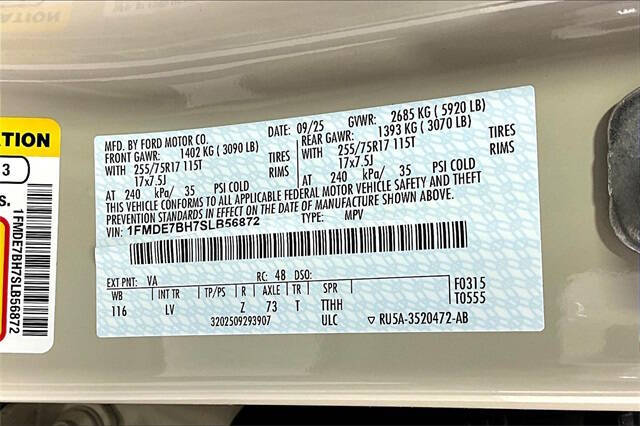 MFD. BY FORD MOTOR CO.
DATE: 09/25
GVWR: 2685 KG ( 5920 LB)
FRONT GAWR: 1402 KG ( 3090 LB)
REAR GAWR: 1393 KG ( 3070 LB)
WITH 255/75R17 115T TIRES
17x7.5J RIMS
255/75R17 115T TIRES
17x7.5J RIMS
AT 240 kPa/ 35 PSI COLD
AT 240 kPa/ 35 PSI COLD
THIS VEHICLE CONFORMS TO ALL APPLICABLE FEDERAL MOTOR VEHICLE SAFETY AND THEFT
PREVENTION STANDARDS IN EFFECT ON THE DATE OF MANUFACTURE SHOWN ABOVE.
VIN: 1FMDE7BH7SLB56872
TYPE: MPV
EXT PNT: VA RC: 48 DSO:
WB INT TR TP/PS R AXLE TR SPR
116 LV Z 73 T TTHH
ULC
F0315
T0555
3202509293907
RU5A-3520472-AB
ATION
3
S.
1FMDE7BH7SLB56872